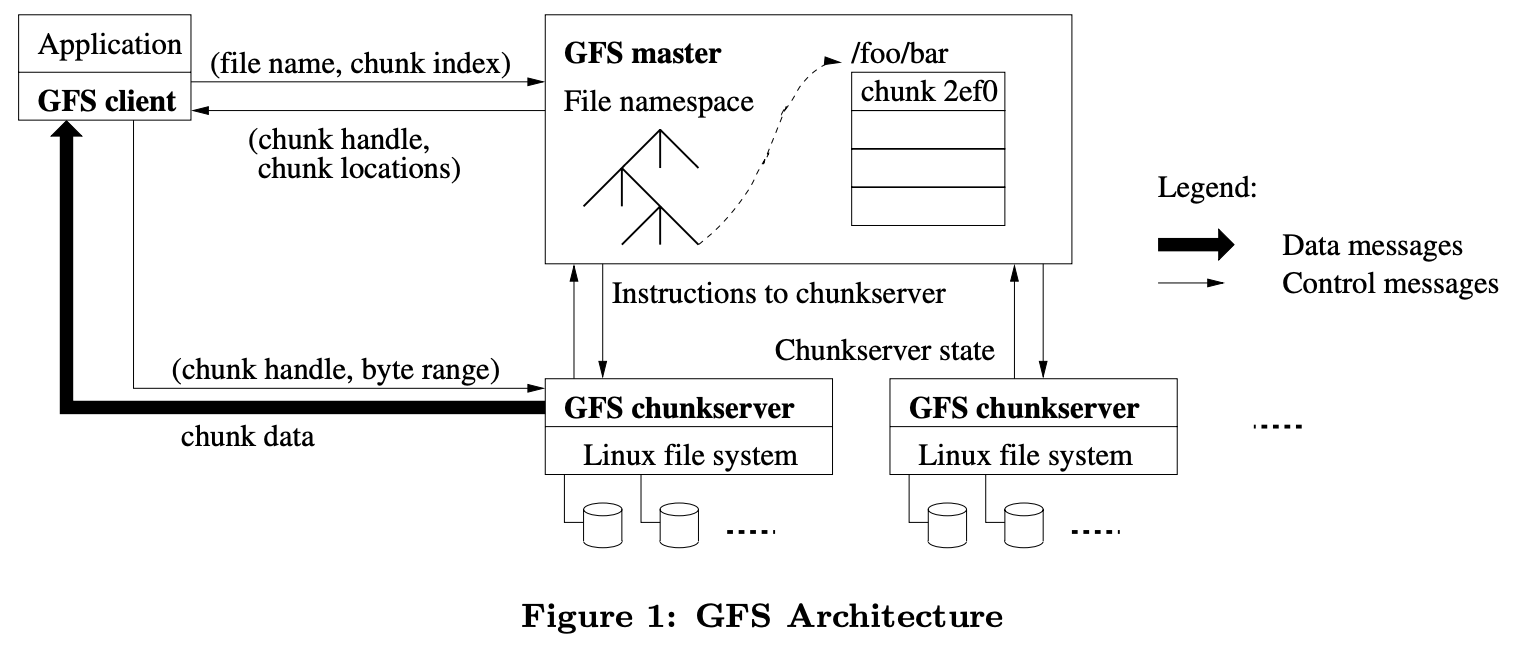 Application
GFS client
(file name, chunk index)
(chunk handle,
chunk locations)
GFS master
File namespace
/foo/bar
chunk 2ef0
Legend:
Data messages
Control messages
Instructions to chunkserver
Chunkserver state
(chunk handle, byte range)
chunk data
GFS chunkserver
Linux file system
GFS chunkserver
Linux file system
Figure 1: GFS Architecture